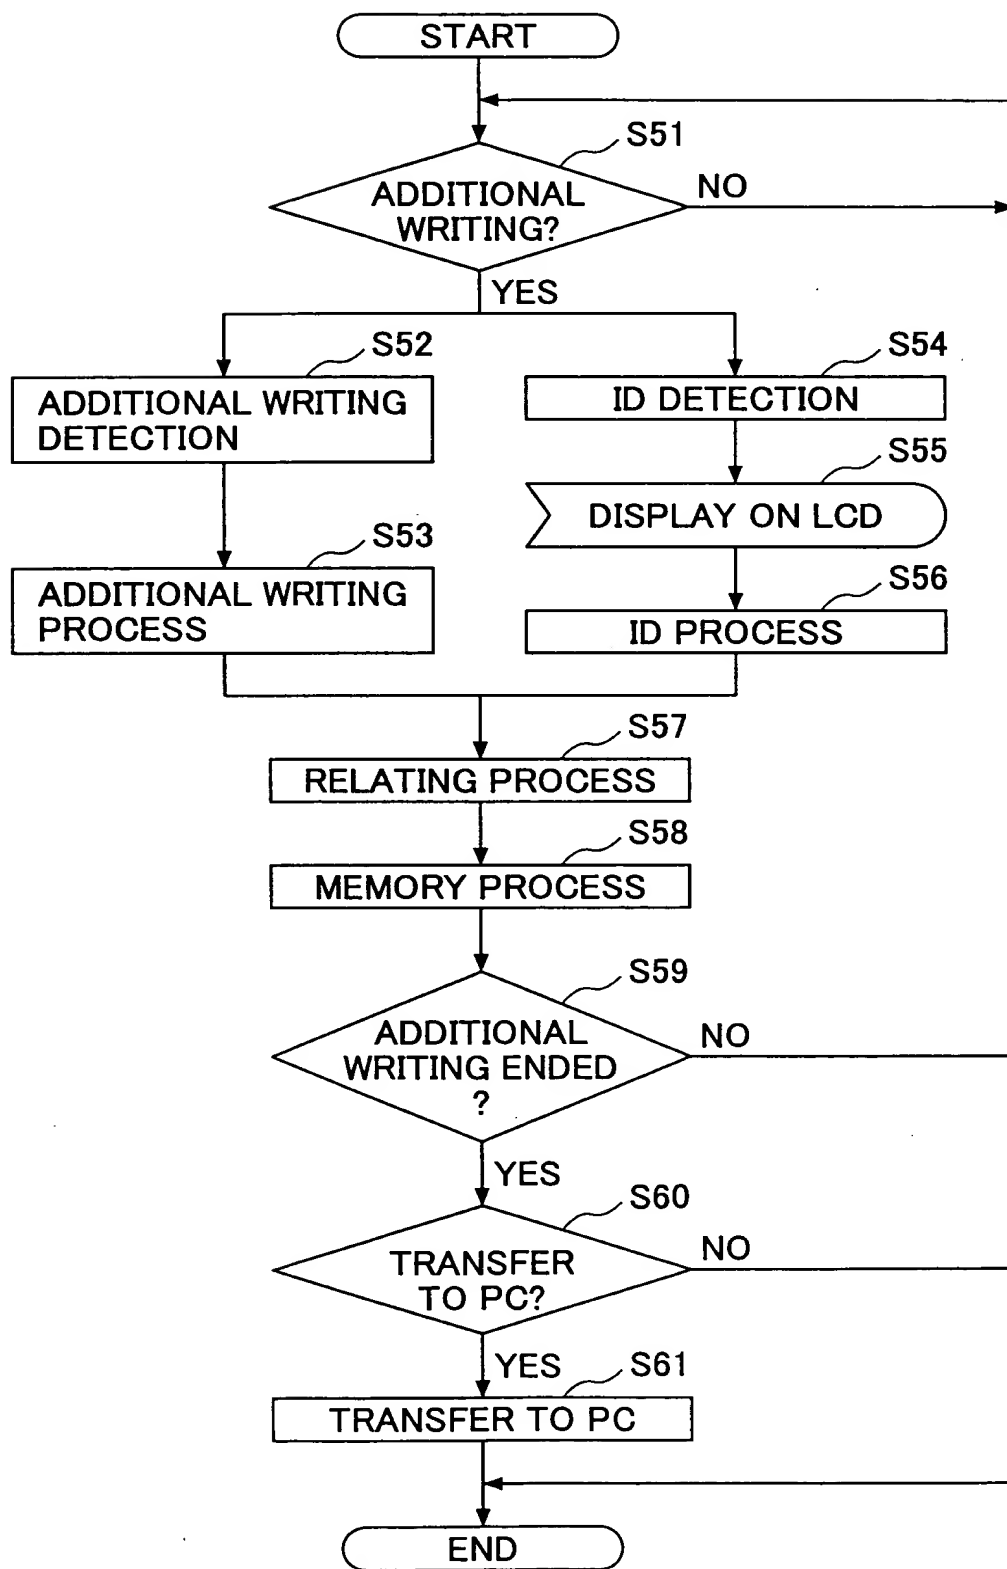 START
S51
ADDITIONAL
WRITING?
NO
YES
S52
ADDITIONAL WRITING
DETECTION
S53
ADDITIONAL WRITING
PROCESS
S54
ID DETECTION
S55
DISPLAY ON LCD
S56
ID PROCESS
S57
RELATING PROCESS
S58
MEMORY PROCESS
S59
ADDITIONAL
WRITING ENDED
?
NO
YES
S60
TRANSFER
TO PC?
NO
YES
S61
TRANSFER TO PC
END